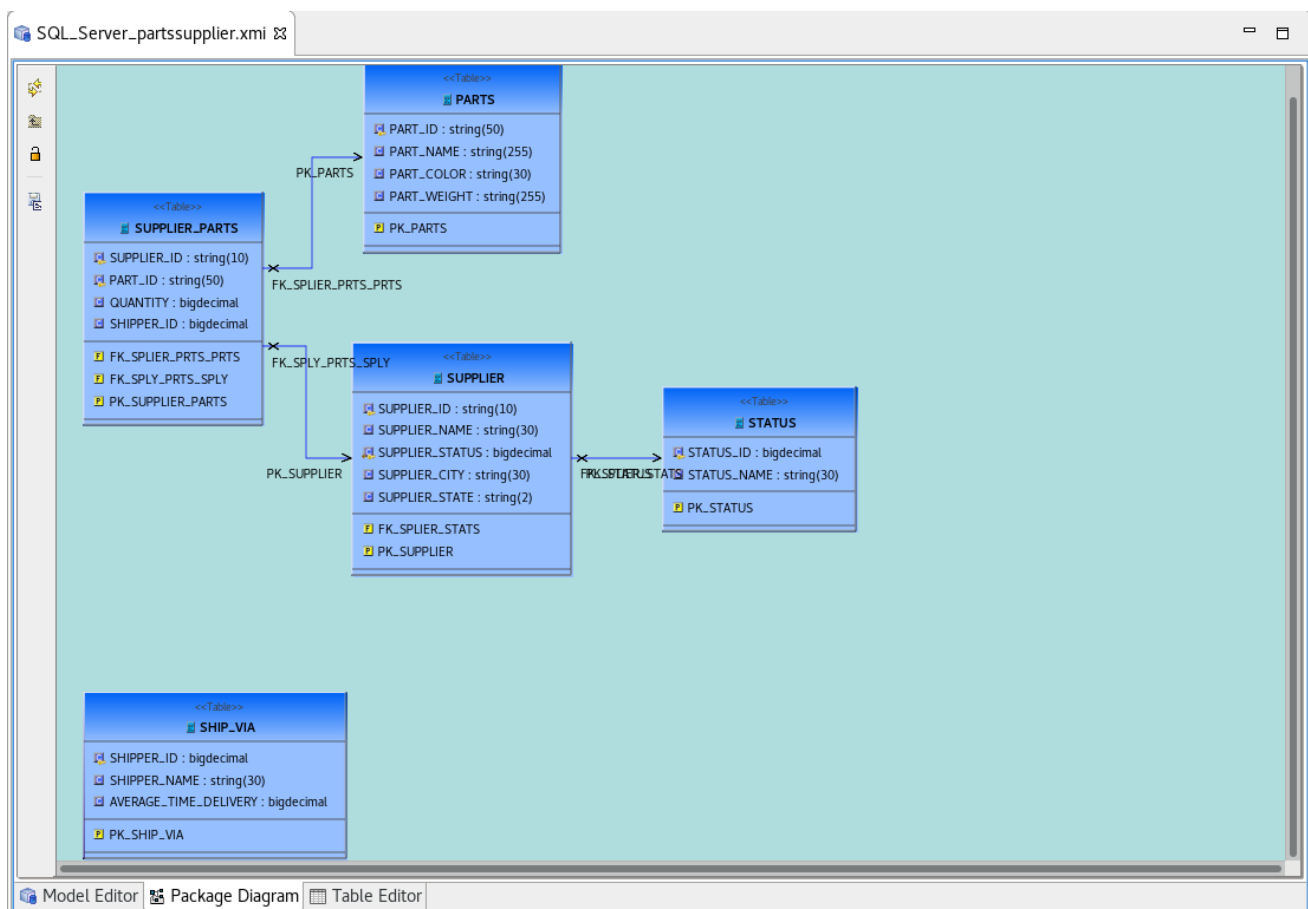 SQL_Server_partssupplier.xmi
<<Table>>
PARTS
PART_ID : string(50)
PART_NAME : string(255)
PART_COLOR : string(30)
PART_WEIGHT : string(255)
PK_PARTS
PK_PARTS
<<Table>>
SUPPLIER_PARTS
SUPPLIER_ID : string(10)
PART_ID : string(50)
QUANTITY : bigdecimal
SHIPPER_ID : bigdecimal
FK_SPLIER_PRTS_PRTS
FK_SPLY_PRTS_SPLY
PK_SUPPLIER_PARTS
FK_SPLIER_PRTS_PRTS
FK_SPLY_PRTS_SPLY
PK_SUPPLIER
<<Table>>
SUPPLIER
SUPPLIER_ID : string(10)
SUPPLIER_NAME : string(30)
SUPPLIER_STATUS : bigdecimal
SUPPLIER_CITY : string(30)
SUPPLIER_STATE : string(2)
FK_SPLIER_STATS
PK_SUPPLIER
<<Table>>
STATUS
STATUS_ID : bigdecimal
STATUS_NAME : string(30)
PK_STATUS
<<Table>>
SHIP_VIA
SHIPPER_ID : bigdecimal
SHIPPER_NAME : string(30)
AVERAGE_TIME_DELIVERY : bigdecimal
PK_SHIP_VIA
Model Editor Package Diagram Table Editor